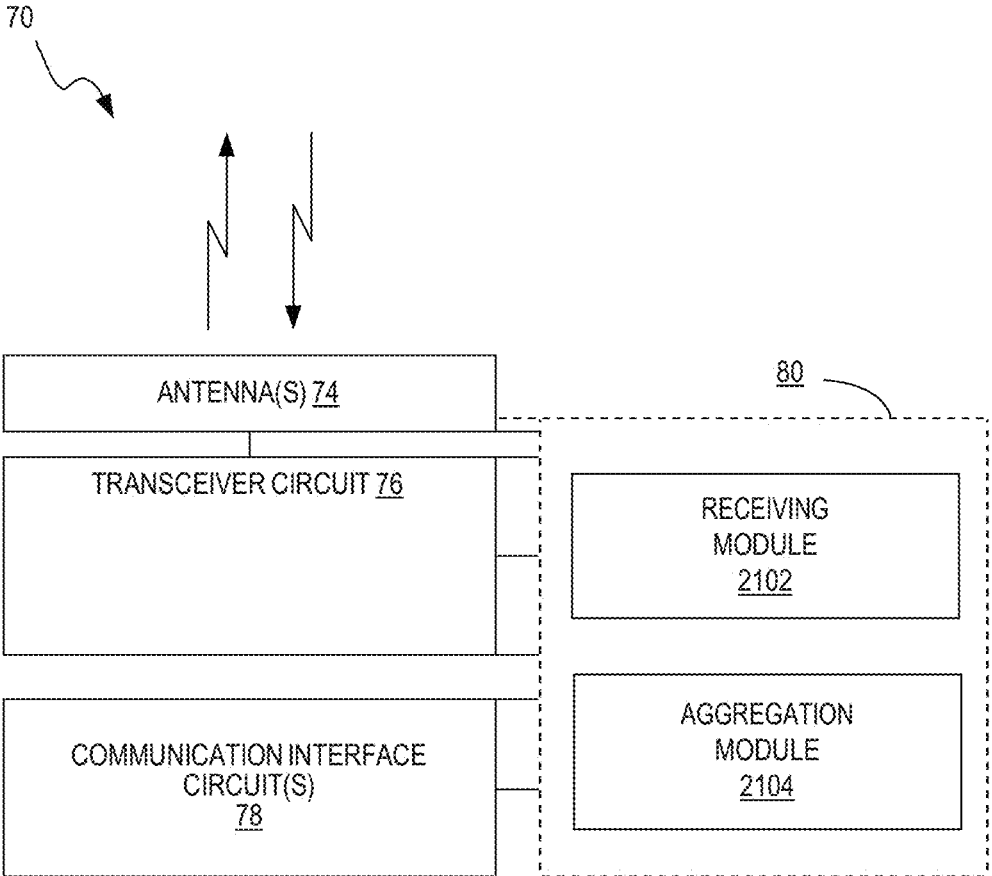 70
ANTENNA(S) 74
80
TRANSCEIVER CIRCUIT 76
RECEIVING
MODULE
2102
COMMUNICATION INTERFACE
CIRCUIT(S)
78
AGGREGATION
MODULE
2104